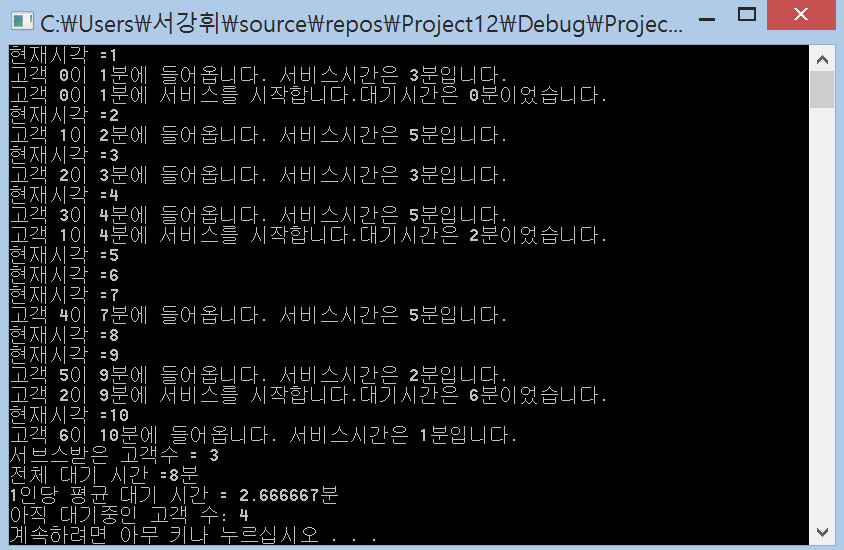 C:₩Users₩서강휘₩source₩repos₩Project12₩Debug₩Projec...
현재시각 =1
고객 0이 1분에 들어옵니다. 서비스시간은 3분입니다.
고객 0이 1분에 서비스를 시작합니다.대기시간은 0분이었습니다.
현재시각 =2
고객 1이 2분에 들어옵니다. 서비스시간은 5분입니다.
현재시각 =3
고객 2이 3분에 들어옵니다. 서비스시간은 3분입니다.
현재시각 =4
고객 3이 4분에 들어옵니다. 서비스시간은 5분입니다.
고객 1이 4분에 서비스를 시작합니다.대기시간은 2분이었습니다.
현재시각 =5
현재시각 =6
현재시각 =7
고객 4이 7분에 들어옵니다. 서비스시간은 5분입니다.
현재시각 =8
현재시각 =9
고객 5이 9분에 들어옵니다. 서비스시간은 2분입니다.
고객 2이 9분에 서비스를 시작합니다.대기시간은 6분이었습니다.
현재시각 =10
고객 6이 10분에 들어옵니다. 서비스시간은 1분입니다.
서브스받은 고객수 = 3
전체 대기 시간 =8분
1인당 평균 대기 시간 = 2.666667분
아직 대기중인 고객 수: 4
계속하려면 아무 키나 누르십시오 . . .